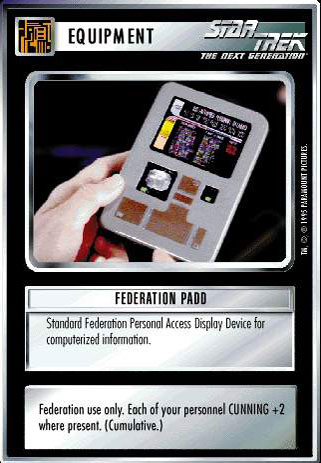 EQUIPMENT
STAR TREK
THE NEXT GENERATION
TM, © & © 1995 PARAMOUNT PICTURES.
FEDERATION PADD
Standard Federation Personal Access Display Device for
computerized information.
Federation use only. Each of your personnel CUNNING +2
where present. (Cumulative.)